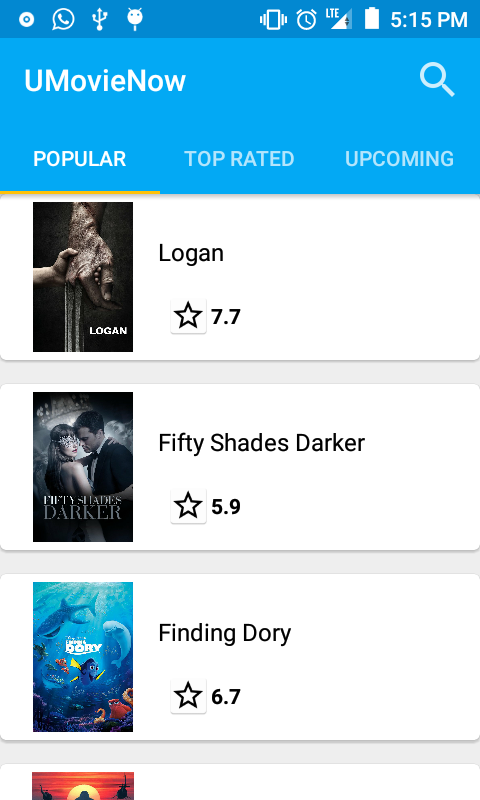 LTE 5:15 PM
UMovieNow
POPULAR TOP RATED UPCOMING
LOGAN
Logan
7.7
FIFTY SHADES
DARKER
Fifty Shades Darker
5.9
DORY
Finding Dory
6.7